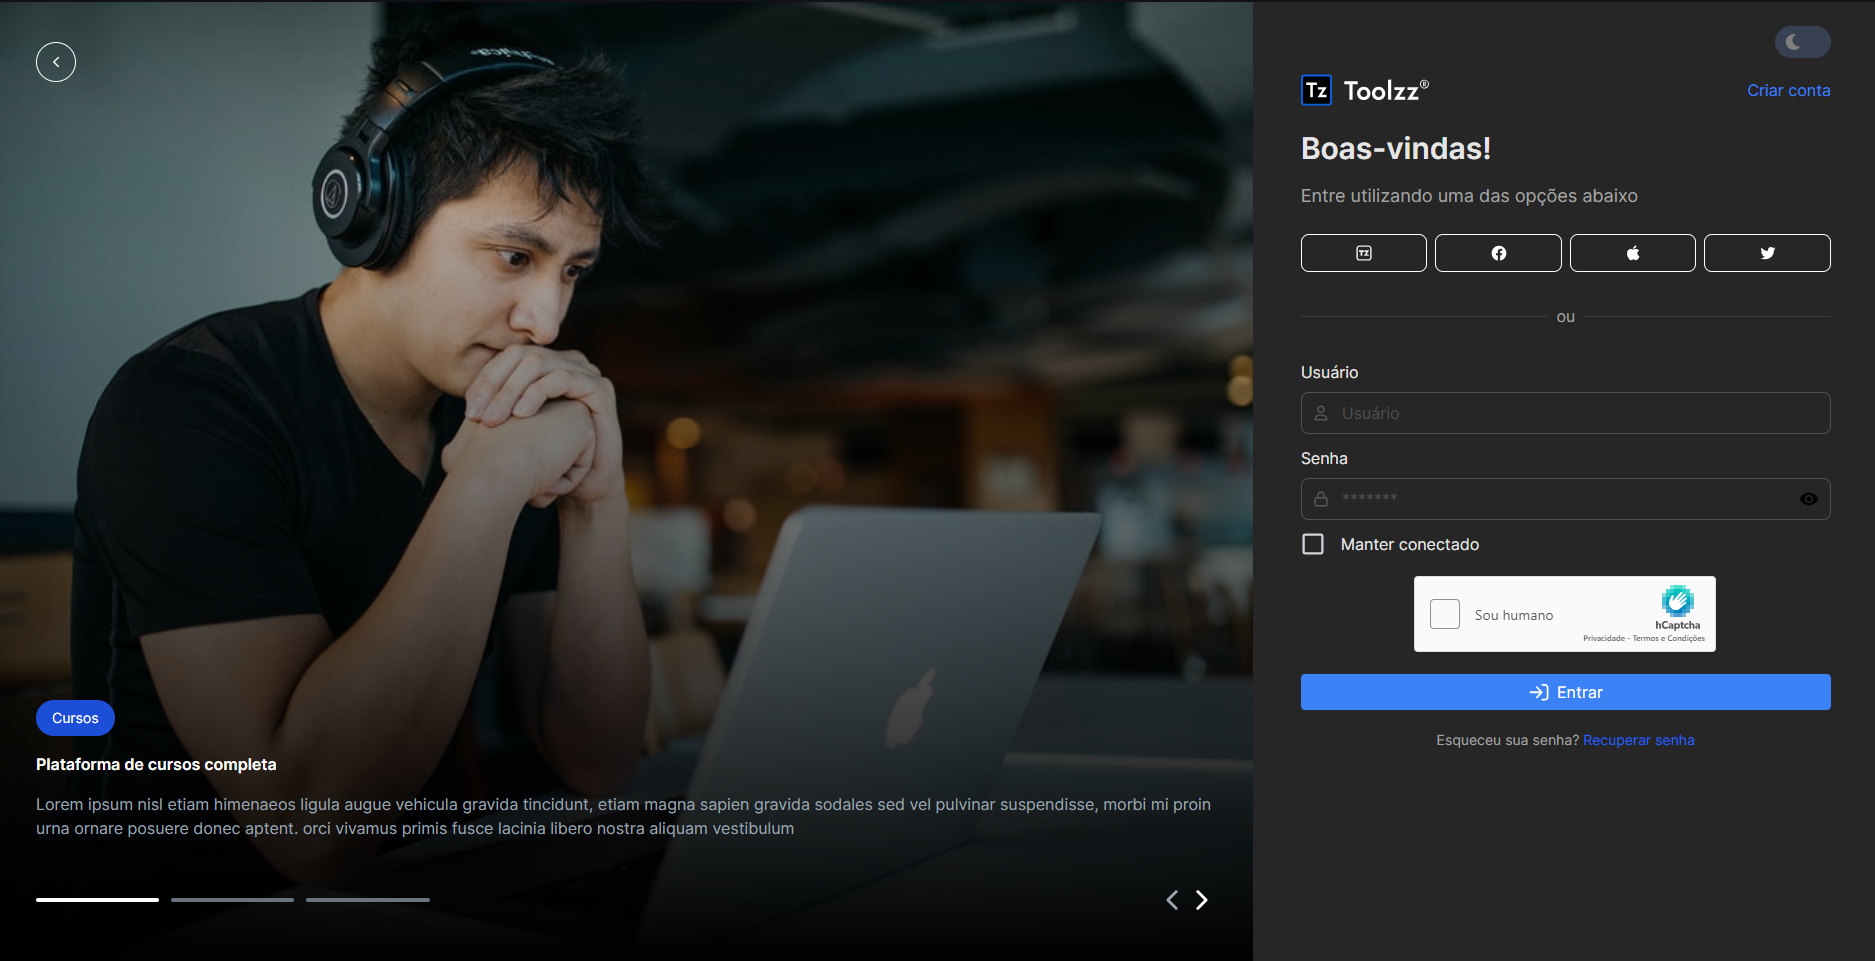 Tz Toolzz®
Criar conta
Boas-vindas!
Entre utilizando uma das opções abaixo
TZ
ou
Usuário
Usuário
Senha
*******
Manter conectado
Sou humano
hCaptcha
Privacidade - Termos e Condições
Entrar
Esqueceu sua senha? Recuperar senha
Cursos
Plataforma de cursos completa
Lorem ipsum nisl etiam himenaeos ligula augue vehicula gravida tincidunt, etiam magna sapien gravida sodales sed vel pulvinar suspendisse, morbi mi proin
urna ornare posuere donec aptent. orci vivamus primis fusce lacinia libero nostra aliquam vestibulum